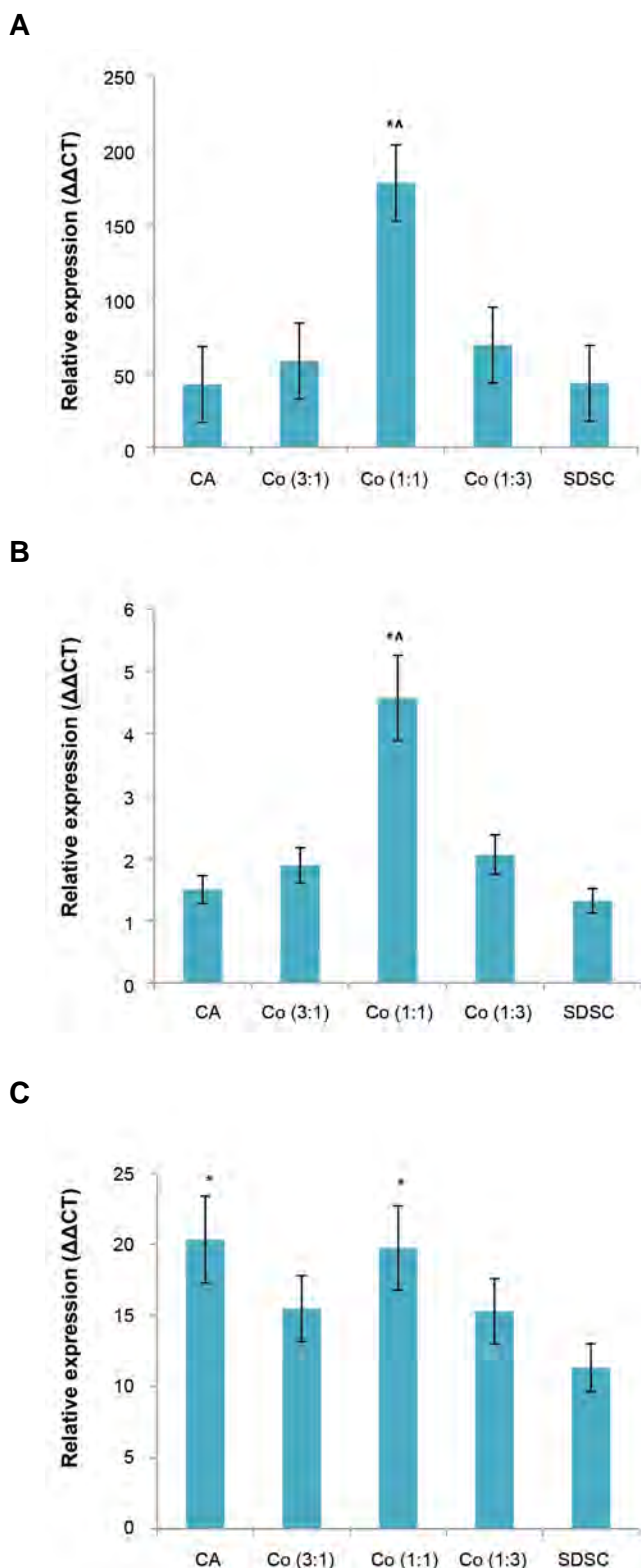 A
Relative expression (ΔΔCT)
250
200
150
100
50
0
*^
CA Co (3:1) Co (1:1) Co (1:3) SDSC
B
Relative expression (ΔΔCT)
6
5
4
3
2
1
0
*^
CA Co (3:1) Co (1:1) Co (1:3) SDSC
C
Relative expression (ΔΔCT)
25
20
15
10
5
0
* *
CA Co (3:1) Co (1:1) Co (1:3) SDSC